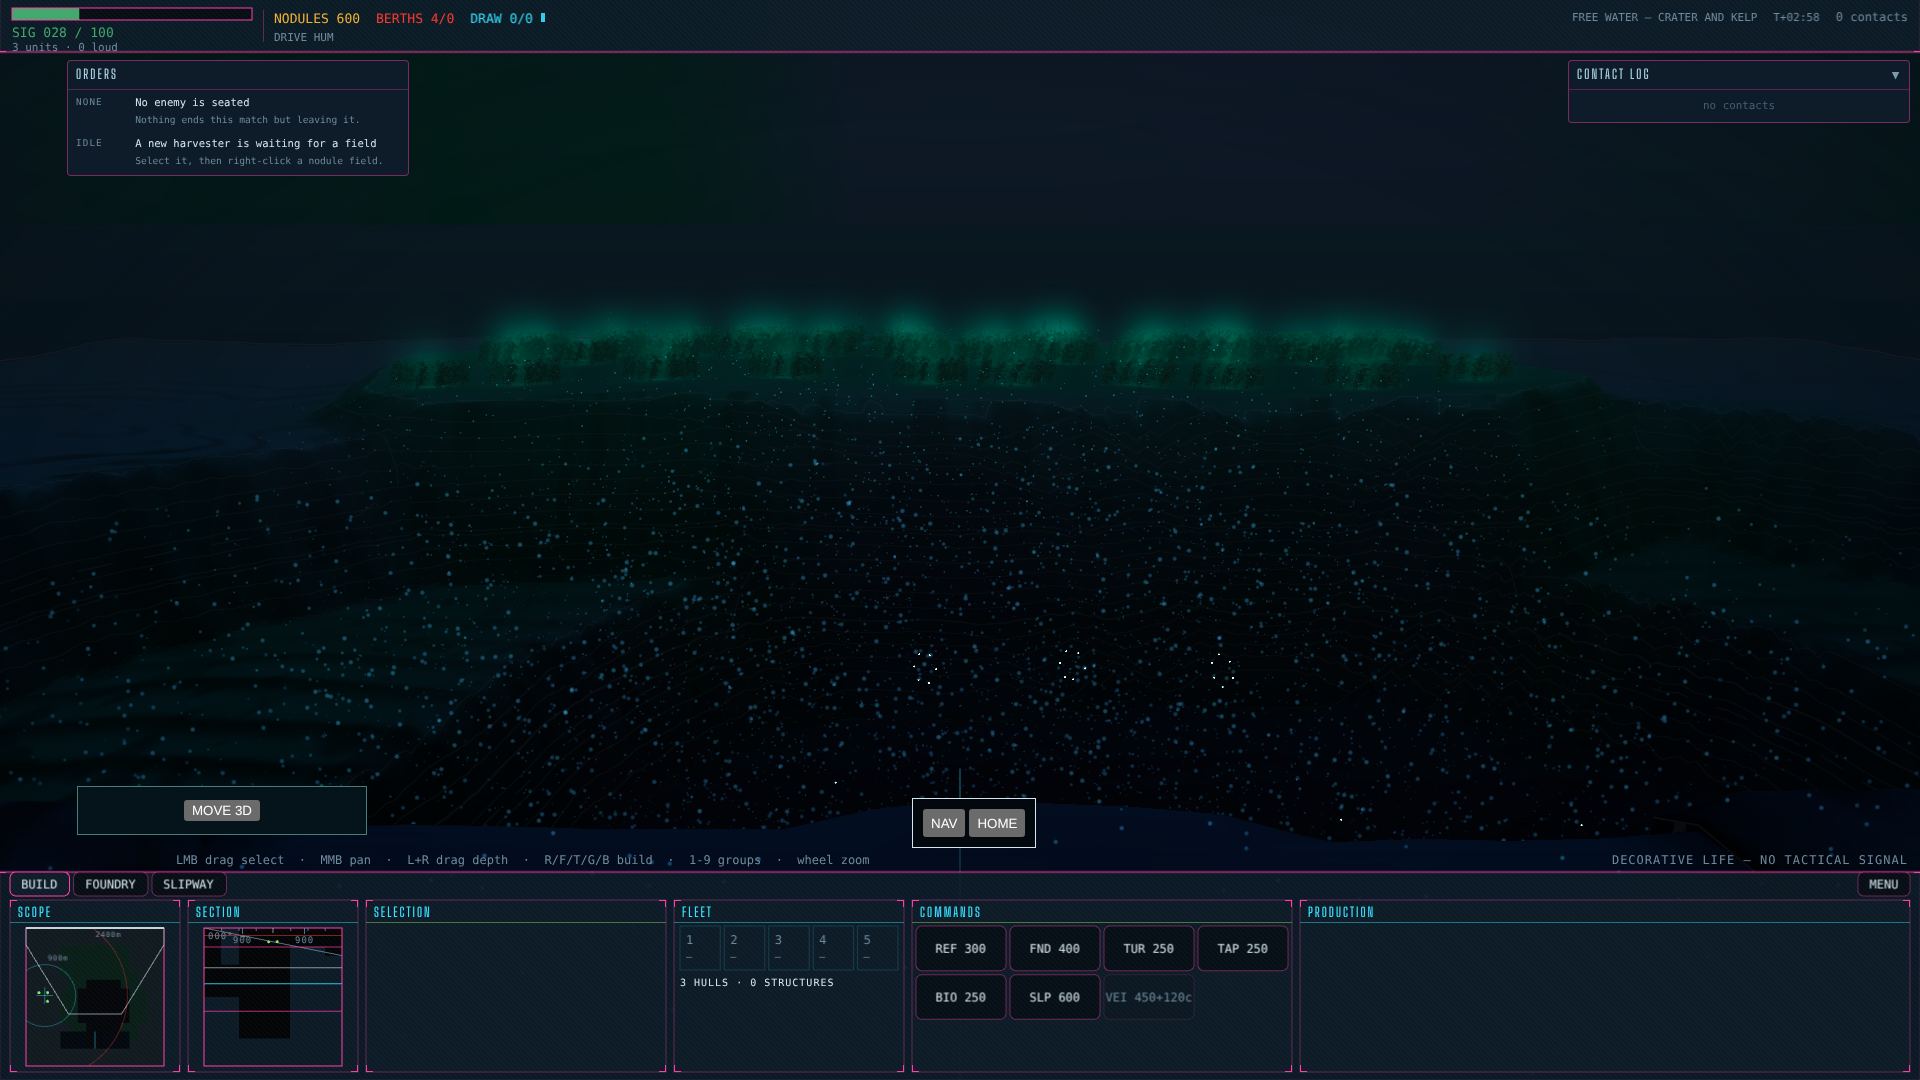 SIG 028 / 100
3 units · 0 loud
NODULES 600 BERTHS 4/0 DRAW 0/0
DRIVE HUM
FREE WATER — CRATER AND KELP T+02:58 0 contacts
ORDERS
NONE No enemy is seated
Nothing ends this match but leaving it.
IDLE A new harvester is waiting for a field
Select it, then right-click a nodule field.
CONTACT LOG ▼
no contacts
MOVE 3D
NAV HOME
LMB drag select · MMB pan · L+R drag depth · R/F/T/G/B build · 1-9 groups · wheel zoom
DECORATIVE LIFE — NO TACTICAL SIGNAL
BUILD FOUNDRY SLIPWAY
MENU
SCOPE
2400m
900m
SECTION
000°
900
900
SELECTION
FLEET
1 2 3 4 5
– – – – –
3 HULLS · 0 STRUCTURES
COMMANDS
REF 300 FND 400 TUR 250 TAP 250
BIO 250 SLP 600 VEI 450+120c
PRODUCTION